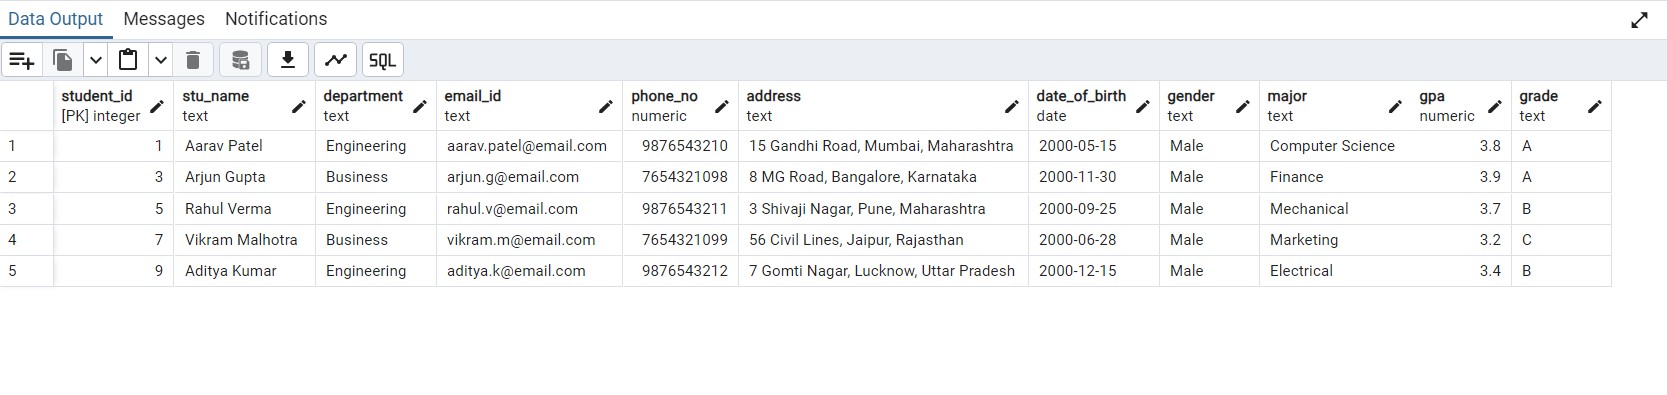 Data Output Messages Notifications
SQL
student_id stu_name department email_id phone_no address date_of_birth gender major gpa grade
[PK] integer text text text numeric text date text text numeric text
1 1 Aarav Patel Engineering aarav.patel@email.com 9876543210 15 Gandhi Road, Mumbai, Maharashtra 2000-05-15 Male Computer Science 3.8 A
2 3 Arjun Gupta Business arjun.g@email.com 7654321098 8 MG Road, Bangalore, Karnataka 2000-11-30 Male Finance 3.9 A
3 5 Rahul Verma Engineering rahul.v@email.com 9876543211 3 Shivaji Nagar, Pune, Maharashtra 2000-09-25 Male Mechanical 3.7 B
4 7 Vikram Malhotra Business vikram.m@email.com 7654321099 56 Civil Lines, Jaipur, Rajasthan 2000-06-28 Male Marketing 3.2 C
5 9 Aditya Kumar Engineering aditya.k@email.com 9876543212 7 Gomti Nagar, Lucknow, Uttar Pradesh 2000-12-15 Male Electrical 3.4 B